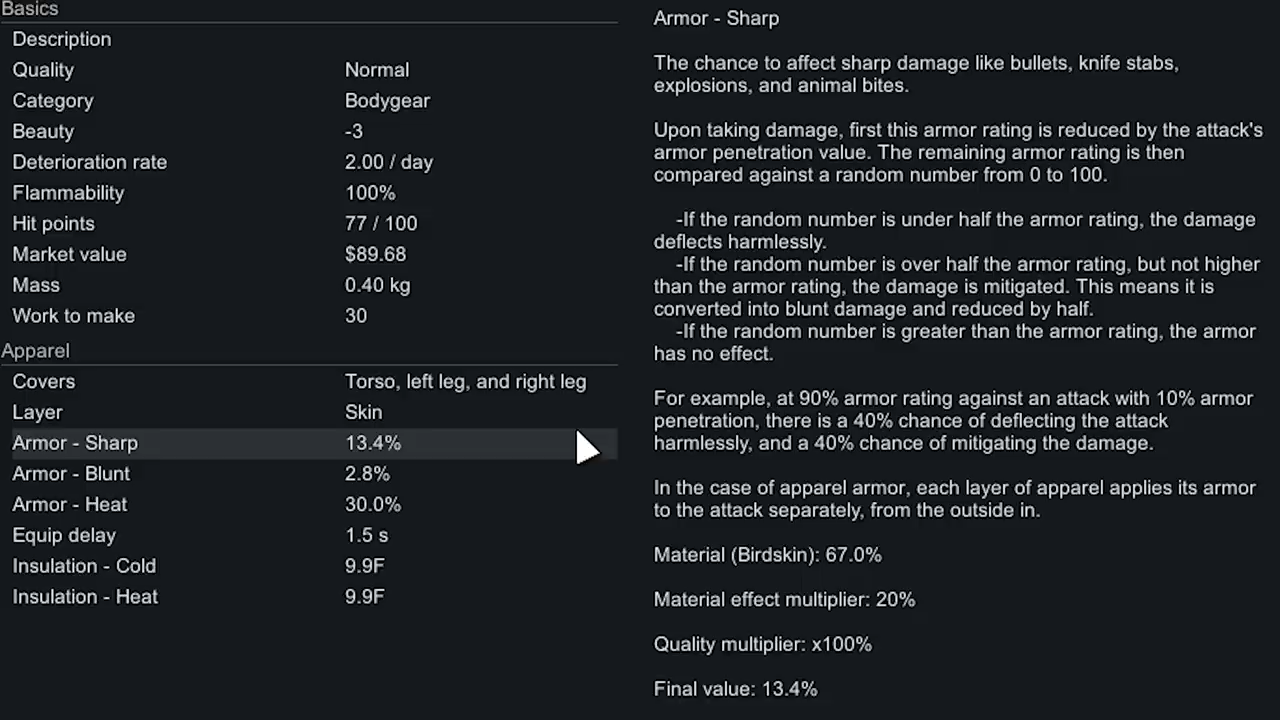 Basics
Description
Quality Normal
Category Bodygear
Beauty -3
Deterioration rate 2.00 / day
Flammability 100%
Hit points 77 / 100
Market value $89.68
Mass 0.40 kg
Work to make 30
Apparel
Covers Torso, left leg, and right leg
Layer Skin
Armor - Sharp 13.4%
Armor - Blunt 2.8%
Armor - Heat 30.0%
Equip delay 1.5 s
Insulation - Cold 9.9F
Insulation - Heat 9.9F
Armor - Sharp
The chance to affect sharp damage like bullets, knife stabs,
explosions, and animal bites.
Upon taking damage, first this armor rating is reduced by the attack's
armor penetration value. The remaining armor rating is then
compared against a random number from 0 to 100.
-If the random number is under half the armor rating, the damage
deflects harmlessly.
-If the random number is over half the armor rating, but not higher
than the armor rating, the damage is mitigated. This means it is
converted into blunt damage and reduced by half.
-If the random number is greater than the armor rating, the armor
has no effect.
For example, at 90% armor rating against an attack with 10% armor
penetration, there is a 40% chance of deflecting the attack
harmlessly, and a 40% chance of mitigating the damage.
In the case of apparel armor, each layer of apparel applies its armor
to the attack separately, from the outside in.
Material (Birdskin): 67.0%
Material effect multiplier: 20%
Quality multiplier: x100%
Final value: 13.4%